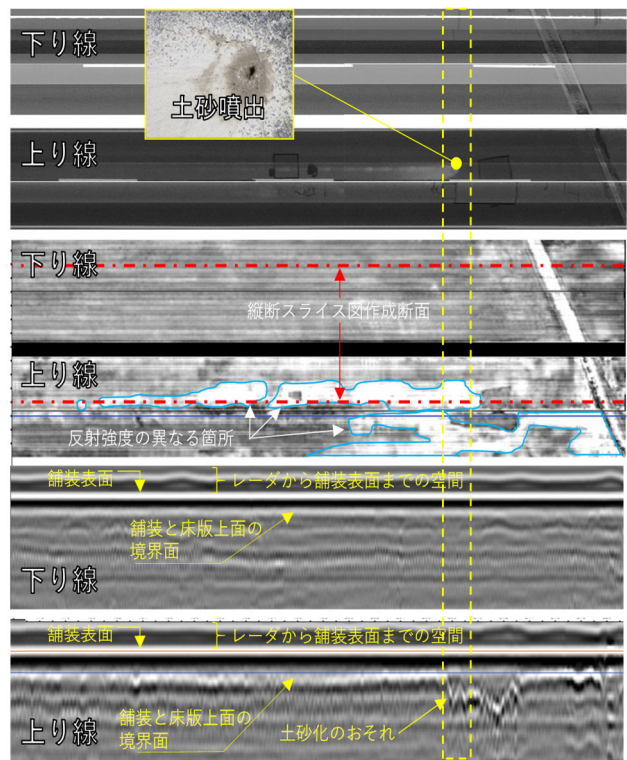 下り線
土砂噴出
上り線
下り線
縦断スライス図作成断面
上り線
反射強度の異なる箇所
舗装表面
レーダから舗装表面までの空間
舗装と床版上面の
境界面
下り線
舗装表面
レーダから舗装表面までの空間
舗装と床版上面の
境界面
土砂化のおそれ
上り線